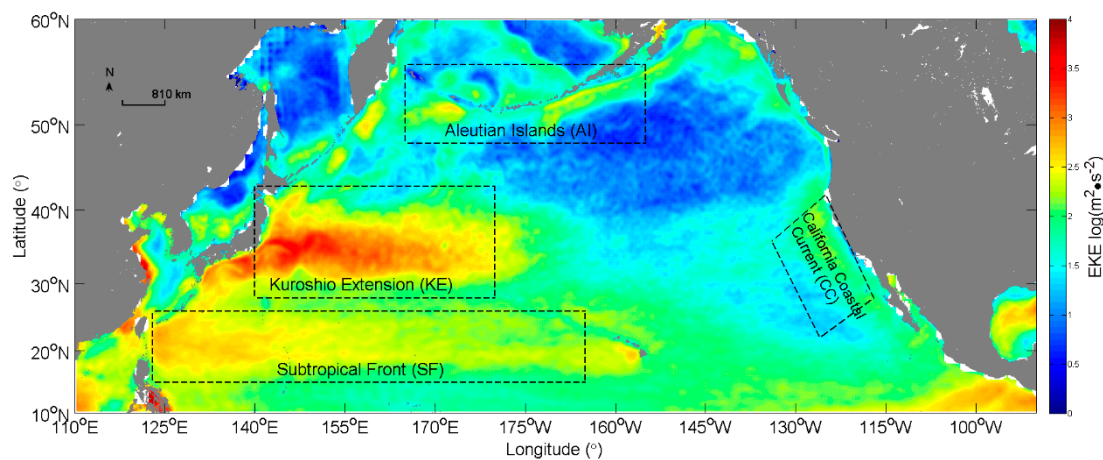 60°N
50°N
40°N
30°N
20°N
10°N
Latitude (°)
N
810 km
Aleutian Islands (AI)
Kuroshio Extension (KE)
Subtropical Front (SF)
California Coastal
Current (CC)
110°E
125°E
140°E
155°E
170°E
175°W
160°W
145°W
130°W
115°W
100°W
Longitude (°)
4
3.5
3
2.5
2
1.5
1
0.5
0
EKE log(m²•s⁻²)